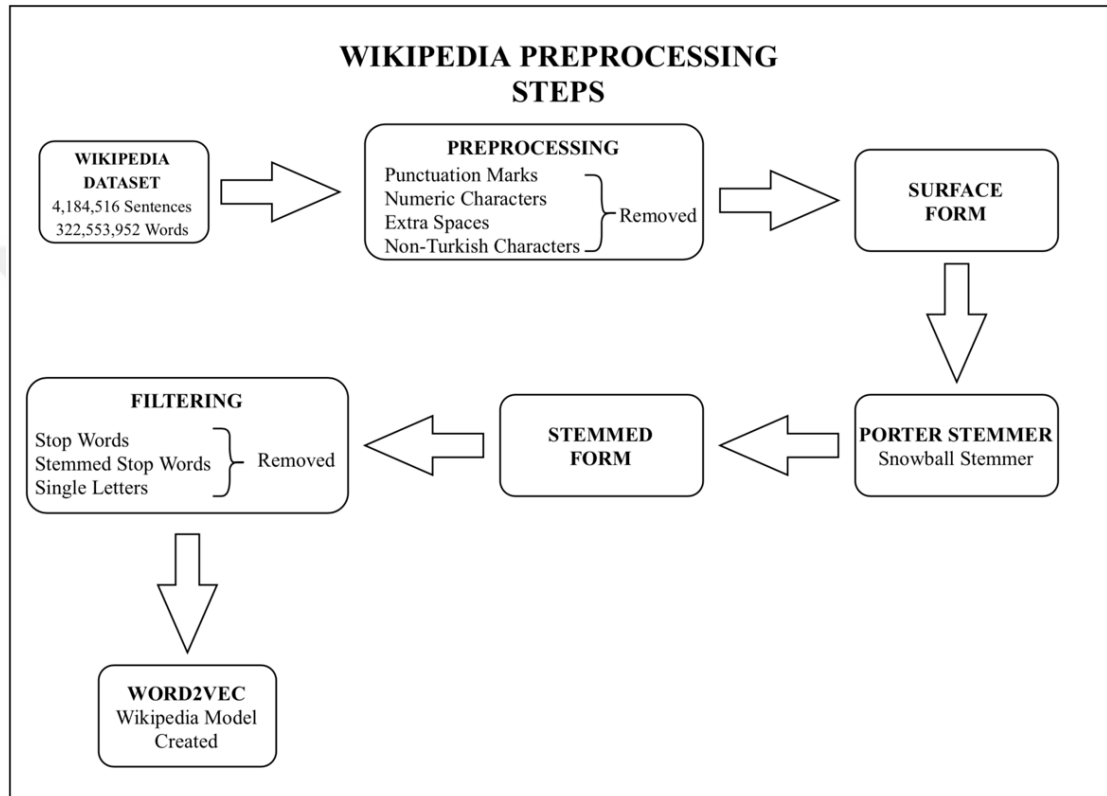 WIKIPEDIA PREPROCESSING
STEPS
WIKIPEDIA
DATASET
4,184,516 Sentences
322,553,952 Words
PREPROCESSING
Punctuation Marks
Numeric Characters
Extra Spaces
Non-Turkish Characters
Removed
SURFACE
FORM
PORTER STEMMER
Snowball Stemmer
STEMMED
FORM
FILTERING
Stop Words
Stemmed Stop Words
Single Letters
Removed
WORD2VEC
Wikipedia Model
Created